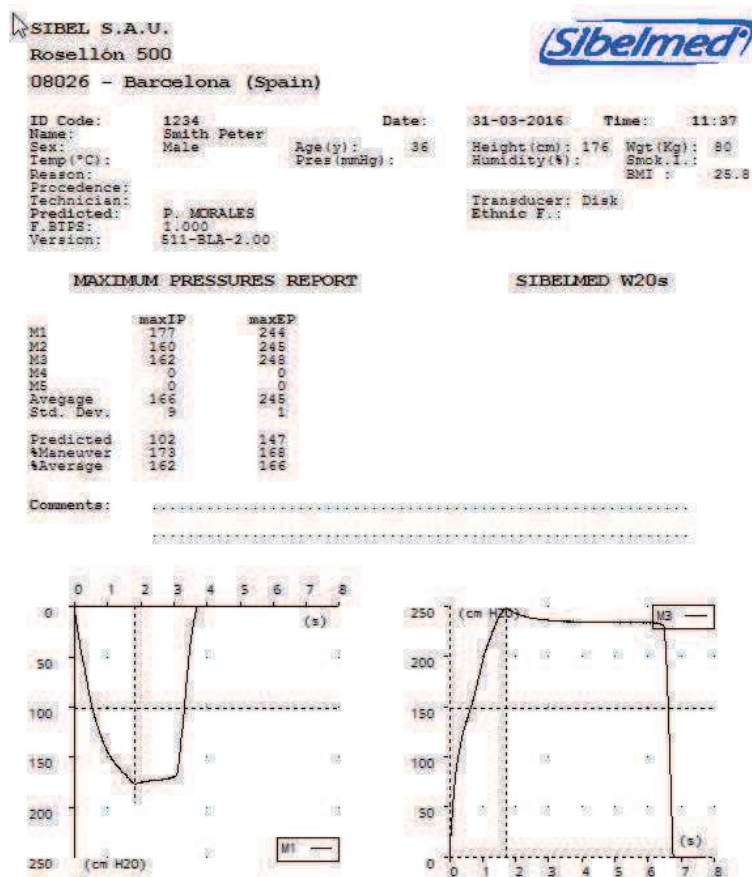 SIBEL S.A.U.
Sibelmed
Rosellón 500
08026 - Barcelona (Spain)
ID Code: 1234 Date: 31-03-2016 Time: 11:37
Name: Smith Peter
Sex: Male Age(y): 36 Height(cm): 176 Wgt(Kg): 80
Temp(°C): Pres(mmHg): Humidity(%): Smok.I.:
Reason: BMI : 25.8
Procedence:
Technician: Transducer: Disk
Predicted: P. MORALES Ethnic F.:
F.BTPS: 1.000
Version: 511-BLA-2.00
MAXIMUM PRESSURES REPORT SIBELMED W20s
maxIP maxEP
M1 177 244
M2 160 245
M3 162 248
M4 0 0
M5 0 0
Avegage 166 245
Std. Dev. 9 1
Predicted 102 147
%Maneuver 173 168
%Average 162 166
Comments:
0 1 2 3 4 5 6 7 8
(s)
0
50
100
150
200
250
(cm H2O)
M1
250
200
150
100
50
0
(cm H2O)
M3
(s)
0 1 2 3 4 5 6 7 8